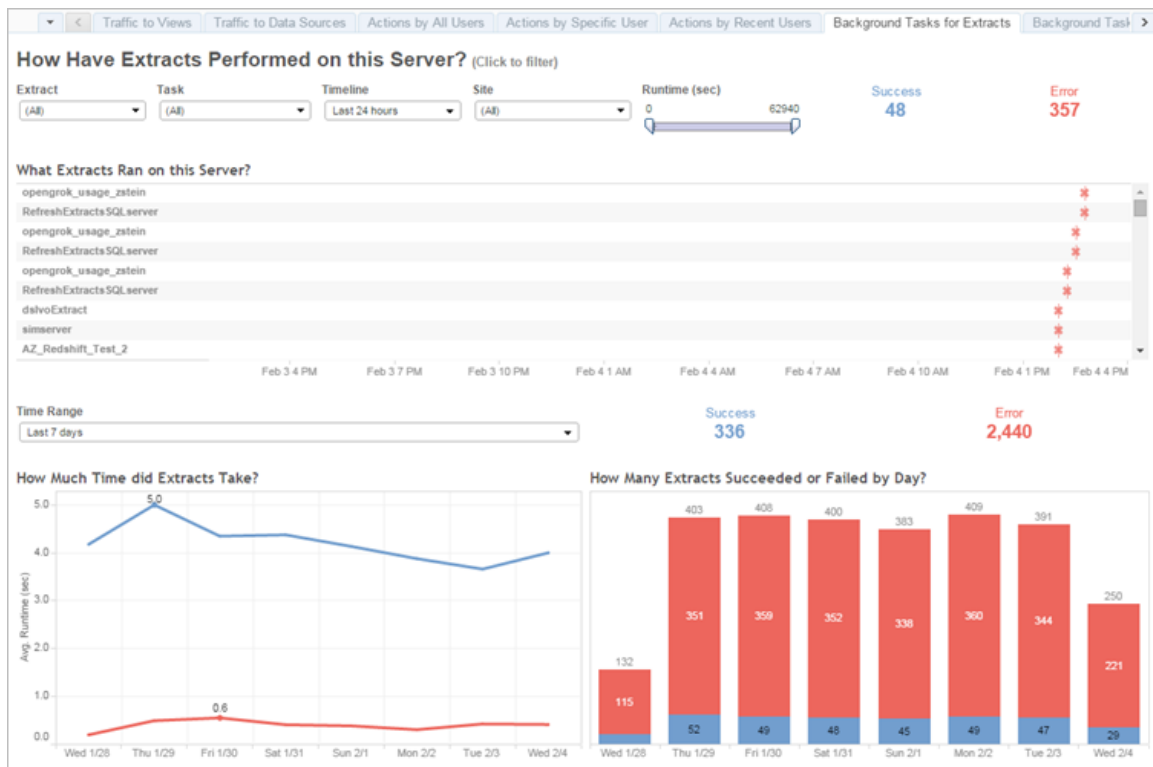 Traffic to Views Traffic to Data Sources Actions by All Users Actions by Specific User Actions by Recent Users Background Tasks for Extracts Background Task
How Have Extracts Performed on this Server? (Click to filter)
Extract Task Timeline Site Runtime (sec) Success Error
(All) (All) Last 24 hours (All) 0 62940 48 357
What Extracts Ran on this Server?
opengrok_usage_zstein
RefreshExtractsSQLserver
opengrok_usage_zstein
RefreshExtractsSQLserver
opengrok_usage_zstein
RefreshExtractsSQLserver
dslvoExtract
simserver
AZ_Redshift_Test_2
Feb 3 4 PM Feb 3 7 PM Feb 3 10 PM Feb 4 1 AM Feb 4 4 AM Feb 4 7 AM Feb 4 10 AM Feb 4 1 PM Feb 4 4 PM
Time Range Success Error
Last 7 days 336 2,440
How Much Time did Extracts Take?
5.0
5.0
4.0
3.0
2.0
1.0
0.6
0.0
Avg. Runtime (sec)
Wed 1/28 Thu 1/29 Fri 1/30 Sat 1/31 Sun 2/1 Mon 2/2 Tue 2/3 Wed 2/4
How Many Extracts Succeeded or Failed by Day?
132 403 408 400 383 409 391 250
115 351 359 352 338 360 344 221
52 49 48 45 49 47 29
Wed 1/28 Thu 1/29 Fri 1/30 Sat 1/31 Sun 2/1 Mon 2/2 Tue 2/3 Wed 2/4